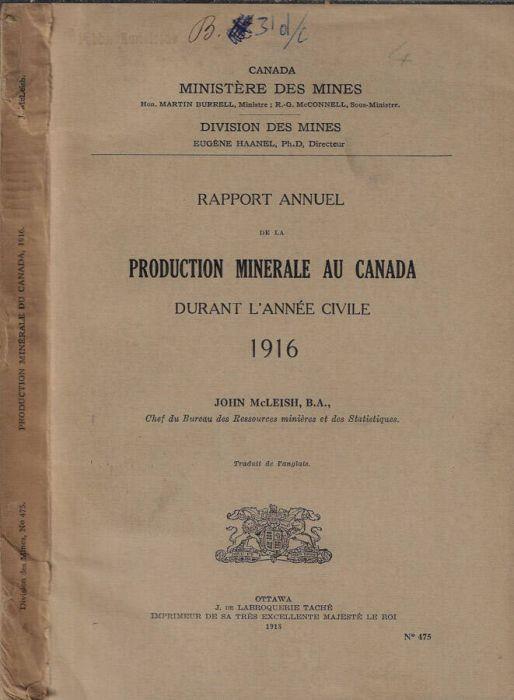 B. 31 d/c
4
CANADA
MINISTÈRE DES MINES
Hon. MARTIN BURRELL, Ministre ; R.-G. McCONNELL, Sous-Ministre.
DIVISION DES MINES
EUGÈNE HAANEL, Ph.D, Directeur
RAPPORT ANNUEL
DE LA
PRODUCTION MINERALE AU CANADA
DURANT L'ANNÉE CIVILE
1916
JOHN McLEISH, B.A.,
Chef du Bureau des Ressources minières et des Statistiques.
Traduit de l'anglais.
OTTAWA
J. DE LABROQUERIE TACHÉ
IMPRIMEUR DE SA TRÈS EXCELLENTE MAJESTÉ LE ROI
1918
N° 475
J. McLeish.
PRODUCTION MINÉRALE DU CANADA, 1916.
Division des Mines, No 475.